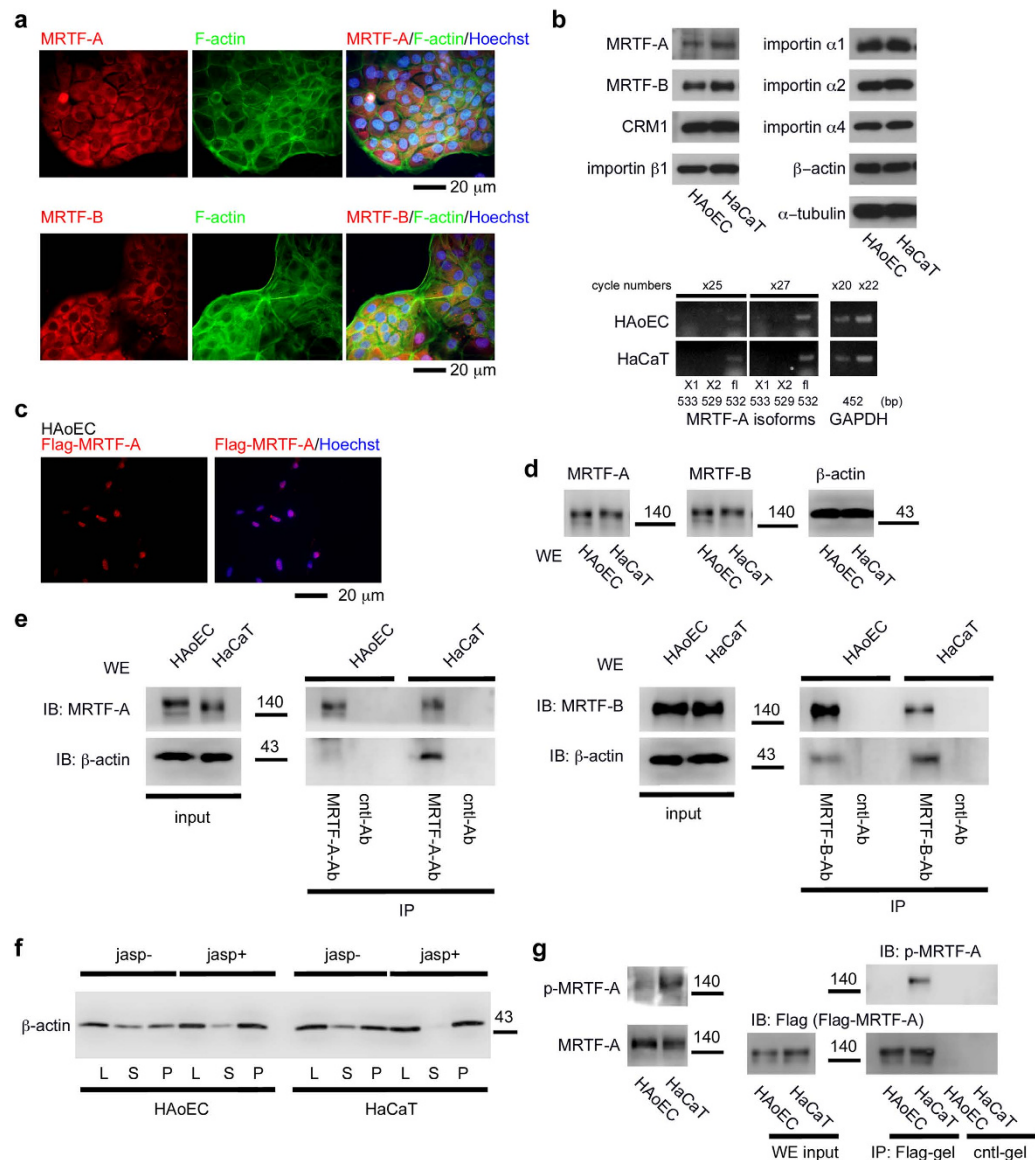 a
MRTF-A F-actin MRTF-A/F-actin/Hoechst
20 µm
MRTF-B F-actin MRTF-B/F-actin/Hoechst
20 µm
b
MRTF-A
MRTF-B
CRM1
importin β1
HAoEC HaCaT
importin α1
importin α2
importin α4
β-actin
α-tubulin
HAoEC HaCaT
cycle numbers x25 x27 x20 x22
HAoEC
HaCaT
X1 X2 fl X1 X2 fl
533 529 532 533 529 532 452 (bp)
MRTF-A isoforms GAPDH
c
HAoEC
Flag-MRTF-A Flag-MRTF-A/Hoechst
20 µm
d
MRTF-A MRTF-B β-actin
140 140 43
WE HAoEC HaCaT HAoEC HaCaT HAoEC HaCaT
e
WE HAoEC HaCaT HAoEC HaCaT
IB: MRTF-A 140
IB: β-actin 43
input MRTF-A-Ab cntl-Ab MRTF-A-Ab cntl-Ab
IP
WE HAoEC HaCaT HAoEC HaCaT
IB: MRTF-B 140
IB: β-actin 43
input MRTF-B-Ab cntl-Ab MRTF-B-Ab cntl-Ab
IP
f
jasp- jasp+ jasp- jasp+
β-actin 43
L S P L S P L S P L S P
HAoEC HaCaT
g
IB: p-MRTF-A
p-MRTF-A 140 140
IB: Flag (Flag-MRTF-A)
MRTF-A 140 140
HAoEC HaCaT HAoEC HaCaT HAoEC HaCaT HAoEC HaCaT
WE input IP: Flag-gel cntl-gel